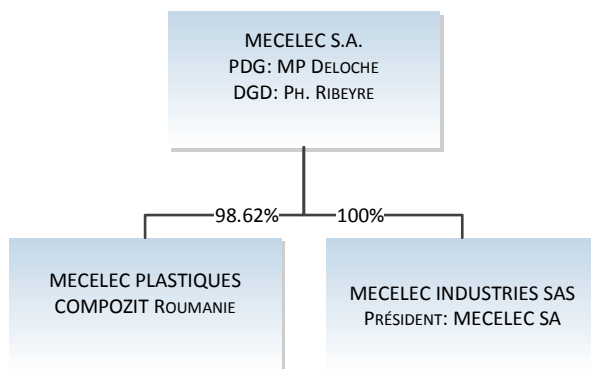 MECELEC S.A.
PDG: MP DELOCHE
DGD: PH. RIBEYRE
98.62%
100%
MECELEC PLASTIQUES
COMPOZIT ROUMANIE
MECELEC INDUSTRIES SAS
PRÉSIDENT: MECELEC SA